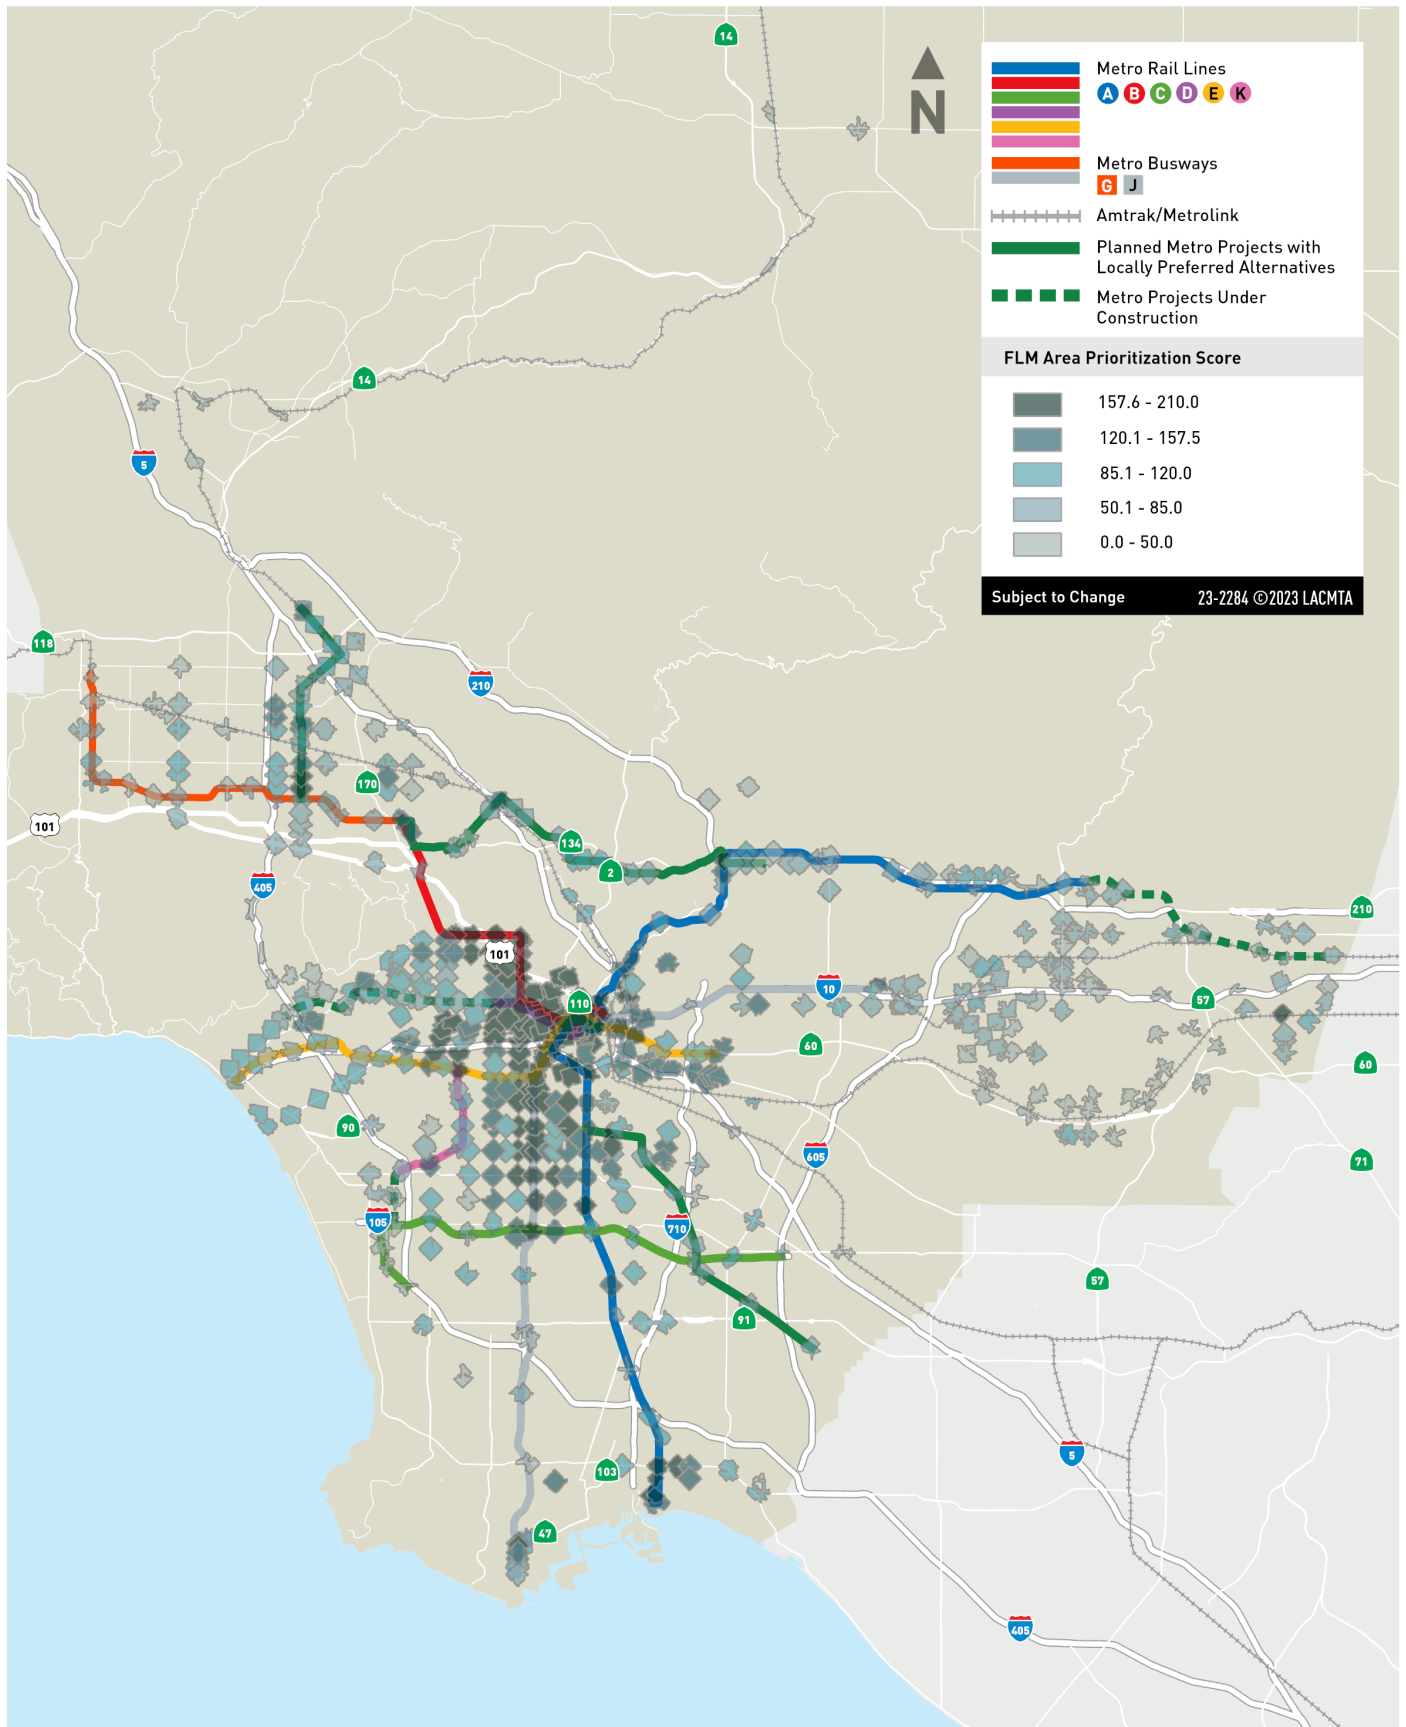 14
N
Metro Rail Lines
A B C D E K
Metro Busways
G J
Amtrak/Metrolink
Planned Metro Projects with
Locally Preferred Alternatives
Metro Projects Under
Construction
FLM Area Prioritization Score
157.6 - 210.0
120.1 - 157.5
85.1 - 120.0
50.1 - 85.0
0.0 - 50.0
Subject to Change 23-2284 ©2023 LACMTA
14
5
118
210
170
101
134
2
405
210
101
10
57
110
60
60
90
605
71
105
710
57
91
5
103
47
405